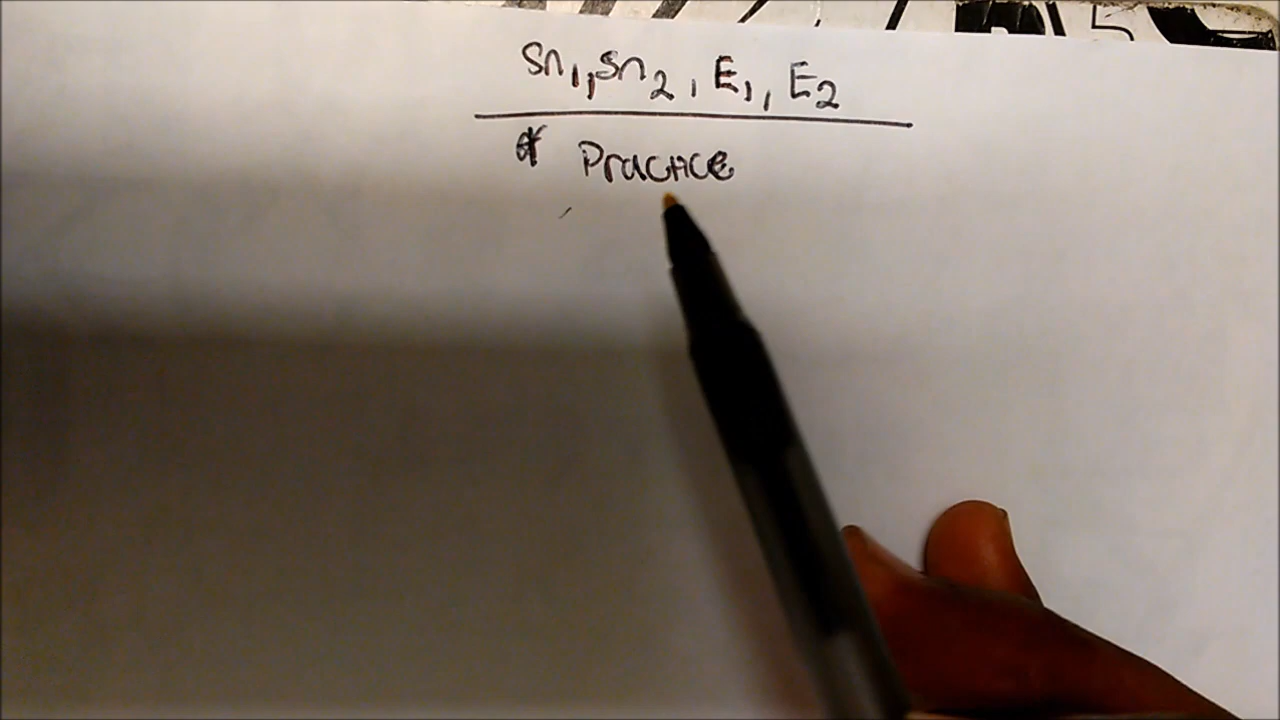 Sn1, Sn2, E1, E2
* Practice